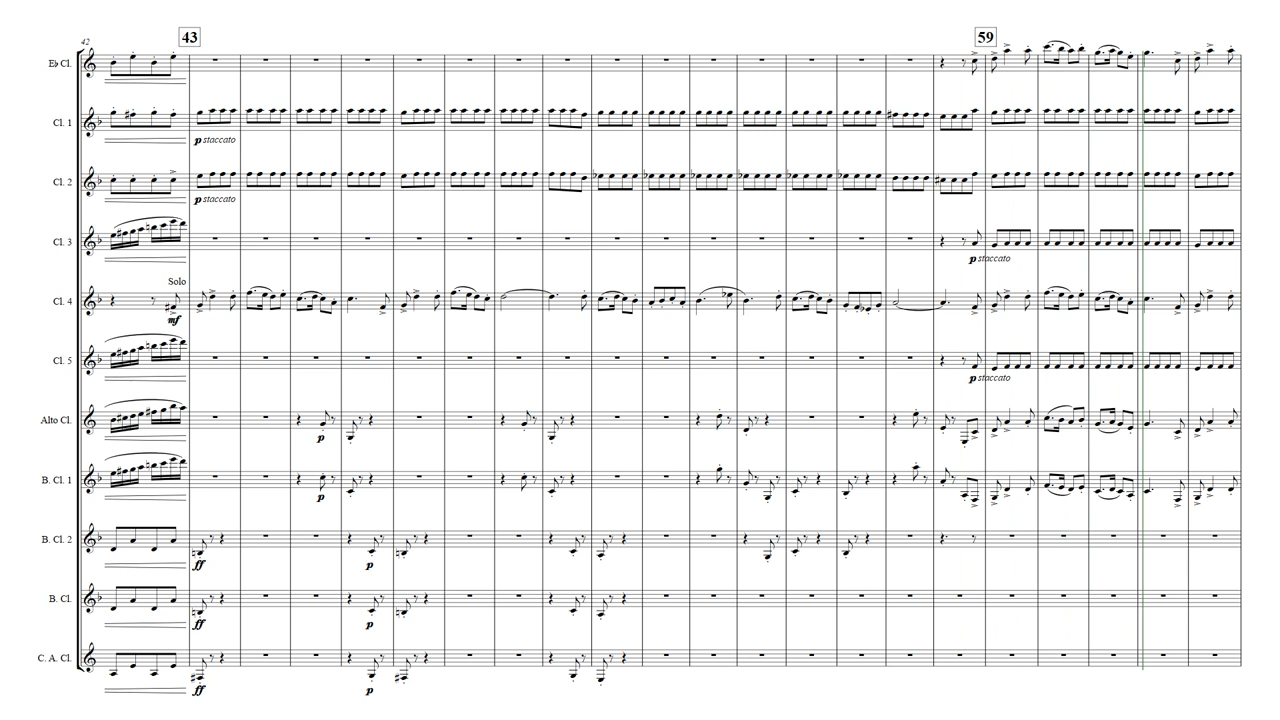 43
59
42
E♭ Cl.
Cl. 1
p staccato
Cl. 2
p staccato
Cl. 3
p staccato
Solo
Cl. 4
mf
Cl. 5
p staccato
Alto Cl.
p
B. Cl. 1
p
B. Cl. 2
ff p
B. Cl.
ff p
C. A. Cl.
ff p